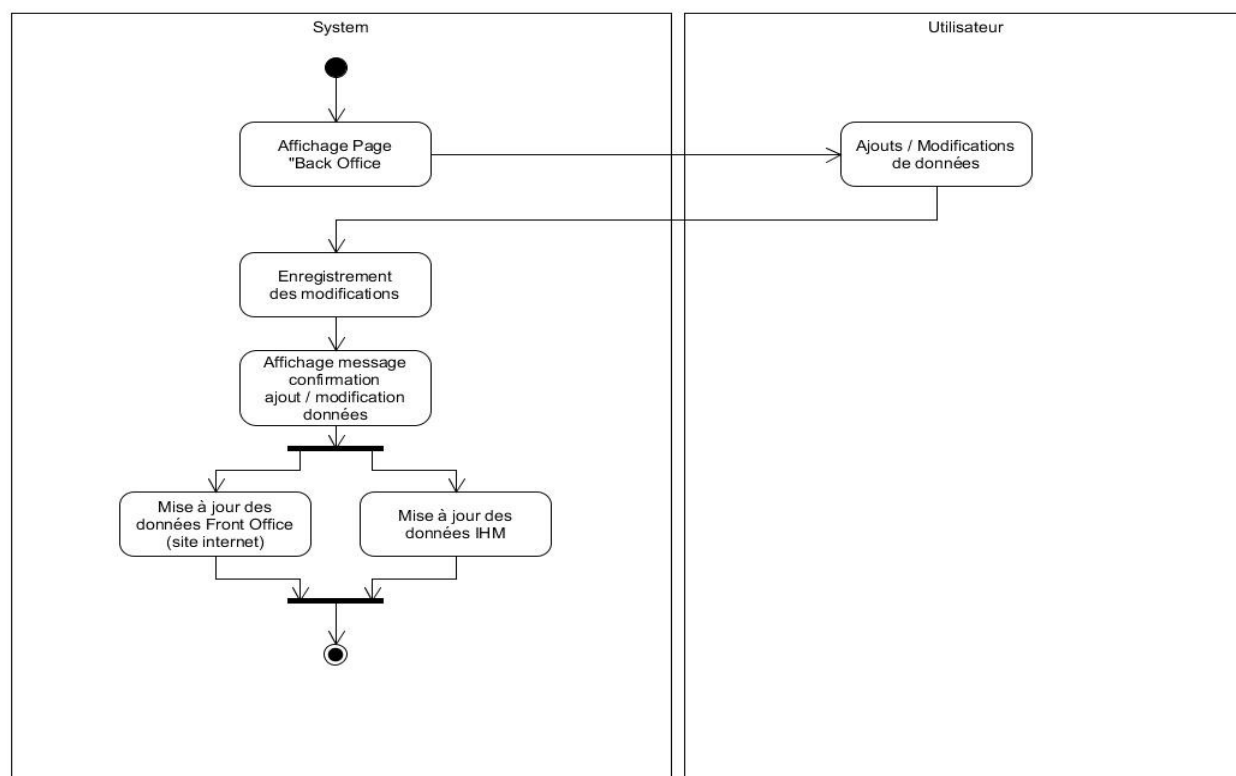 System
Utilisateur
Affichage Page
"Back Office
Ajouts / Modifications
de données
Enregistrement
des modifications
Affichage message
confirmation
ajout / modification
données
Mise à jour des
données Front Office
(site internet)
Mise à jour des
données IHM